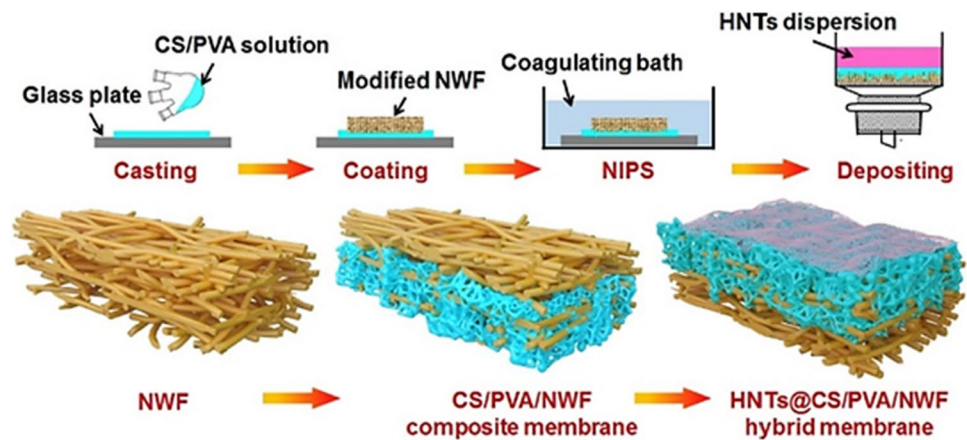 CS/PVA solution
Glass plate
Casting
Modified NWF
Coating
Coagulating bath
NIPS
HNTs dispersion
Depositing
NWF
CS/PVA/NWF
composite membrane
HNTs@CS/PVA/NWF
hybrid membrane